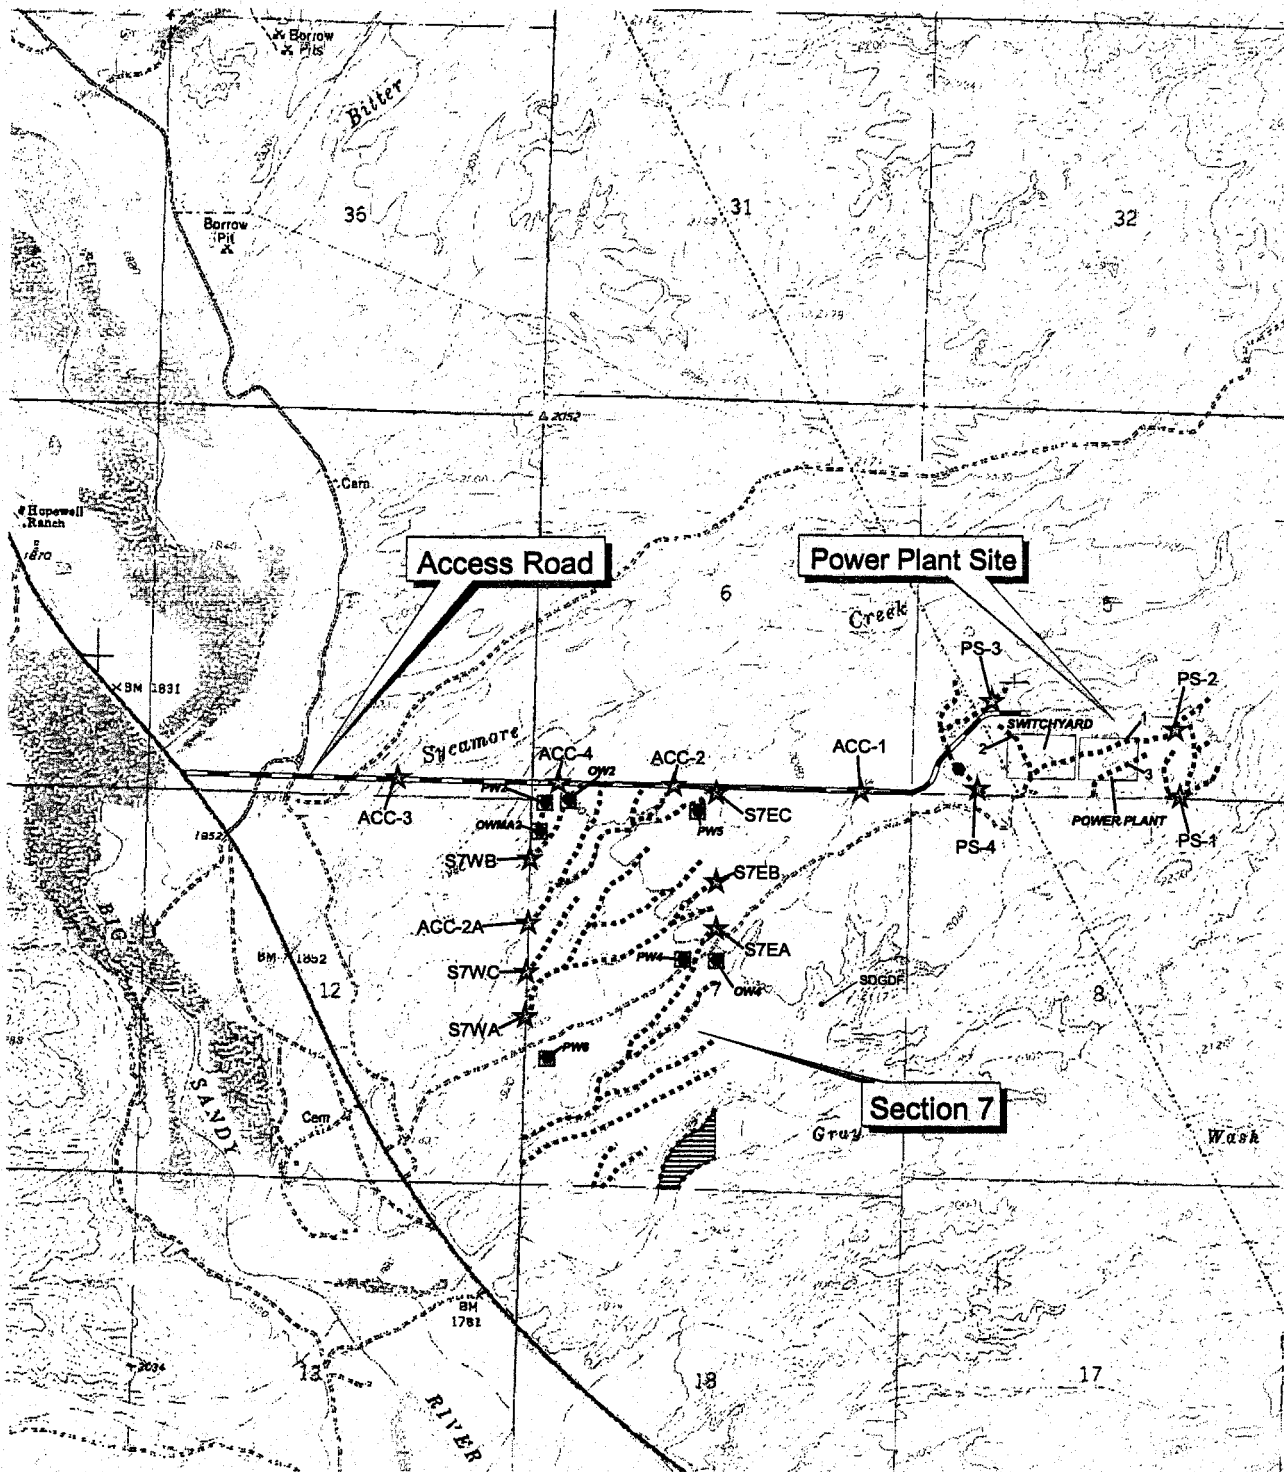 Borrow
Pits
Bitter
36
31
32
Borrow
Pit
2052
Cem
Hopewell
Ranch
1870
Access Road
Power Plant Site
6
5
Creek
PS-3
PS-2
BM 1831
SWITCHYARD
1
2
3
Sycamore
ACC-4
ACC-2
ACC-1
OW2
PW2
ACC-3
S7EC
PW5
PS-4
POWER PLANT
PS-1
1852
OWMA2
S7WB
S7EB
ACC-2A
S7EA
BIG
BM
1852
S7WC
PW4
OW4
7
SDGDF
12
8
S7WA
PW6
SANDY
Cem
Section 7
Gray
Wash
BM
1781
2034
13
18
17
RIVER